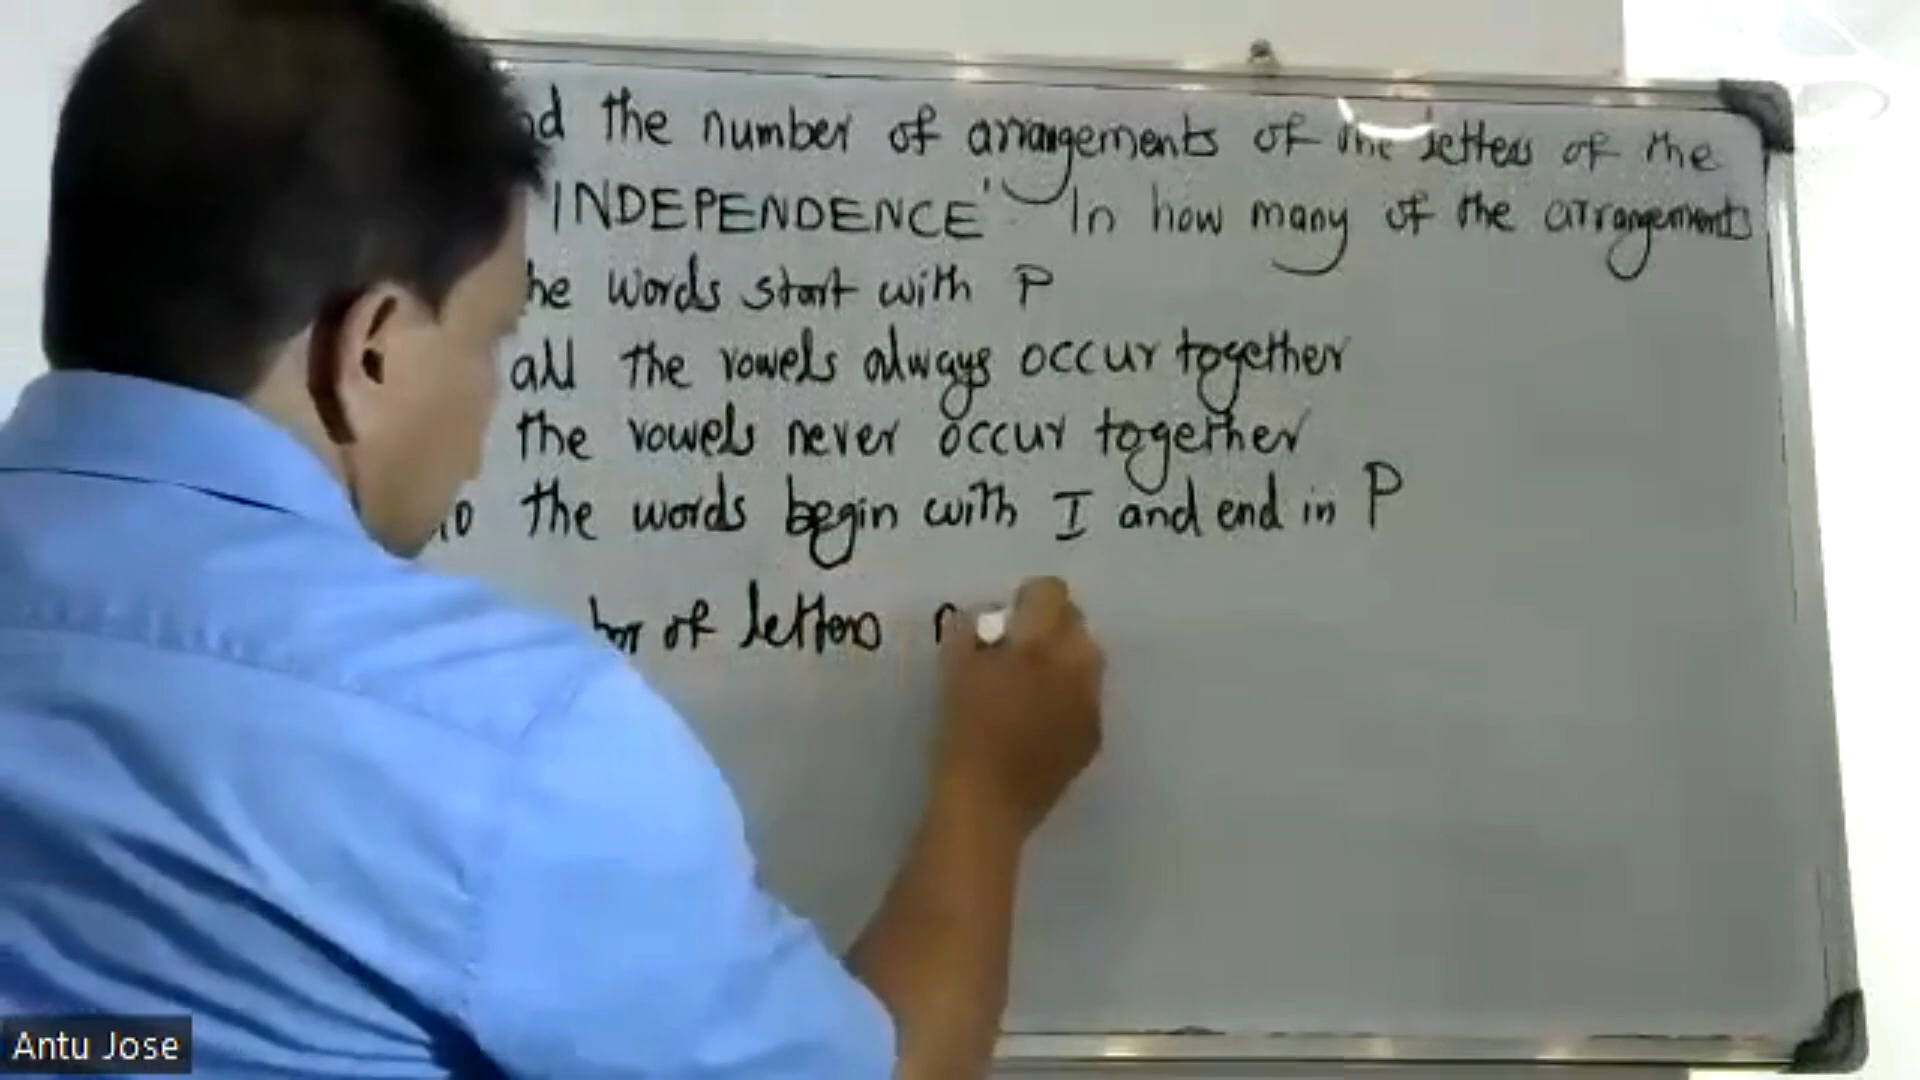 the number of arrangements of the letters of the
INDEPENDENCE' In how many of the arrangements
he words start with P
all the vowels always occur together
the vowels never occur together
do the words begin with I and end in P
ber of letters n
Antu Jose